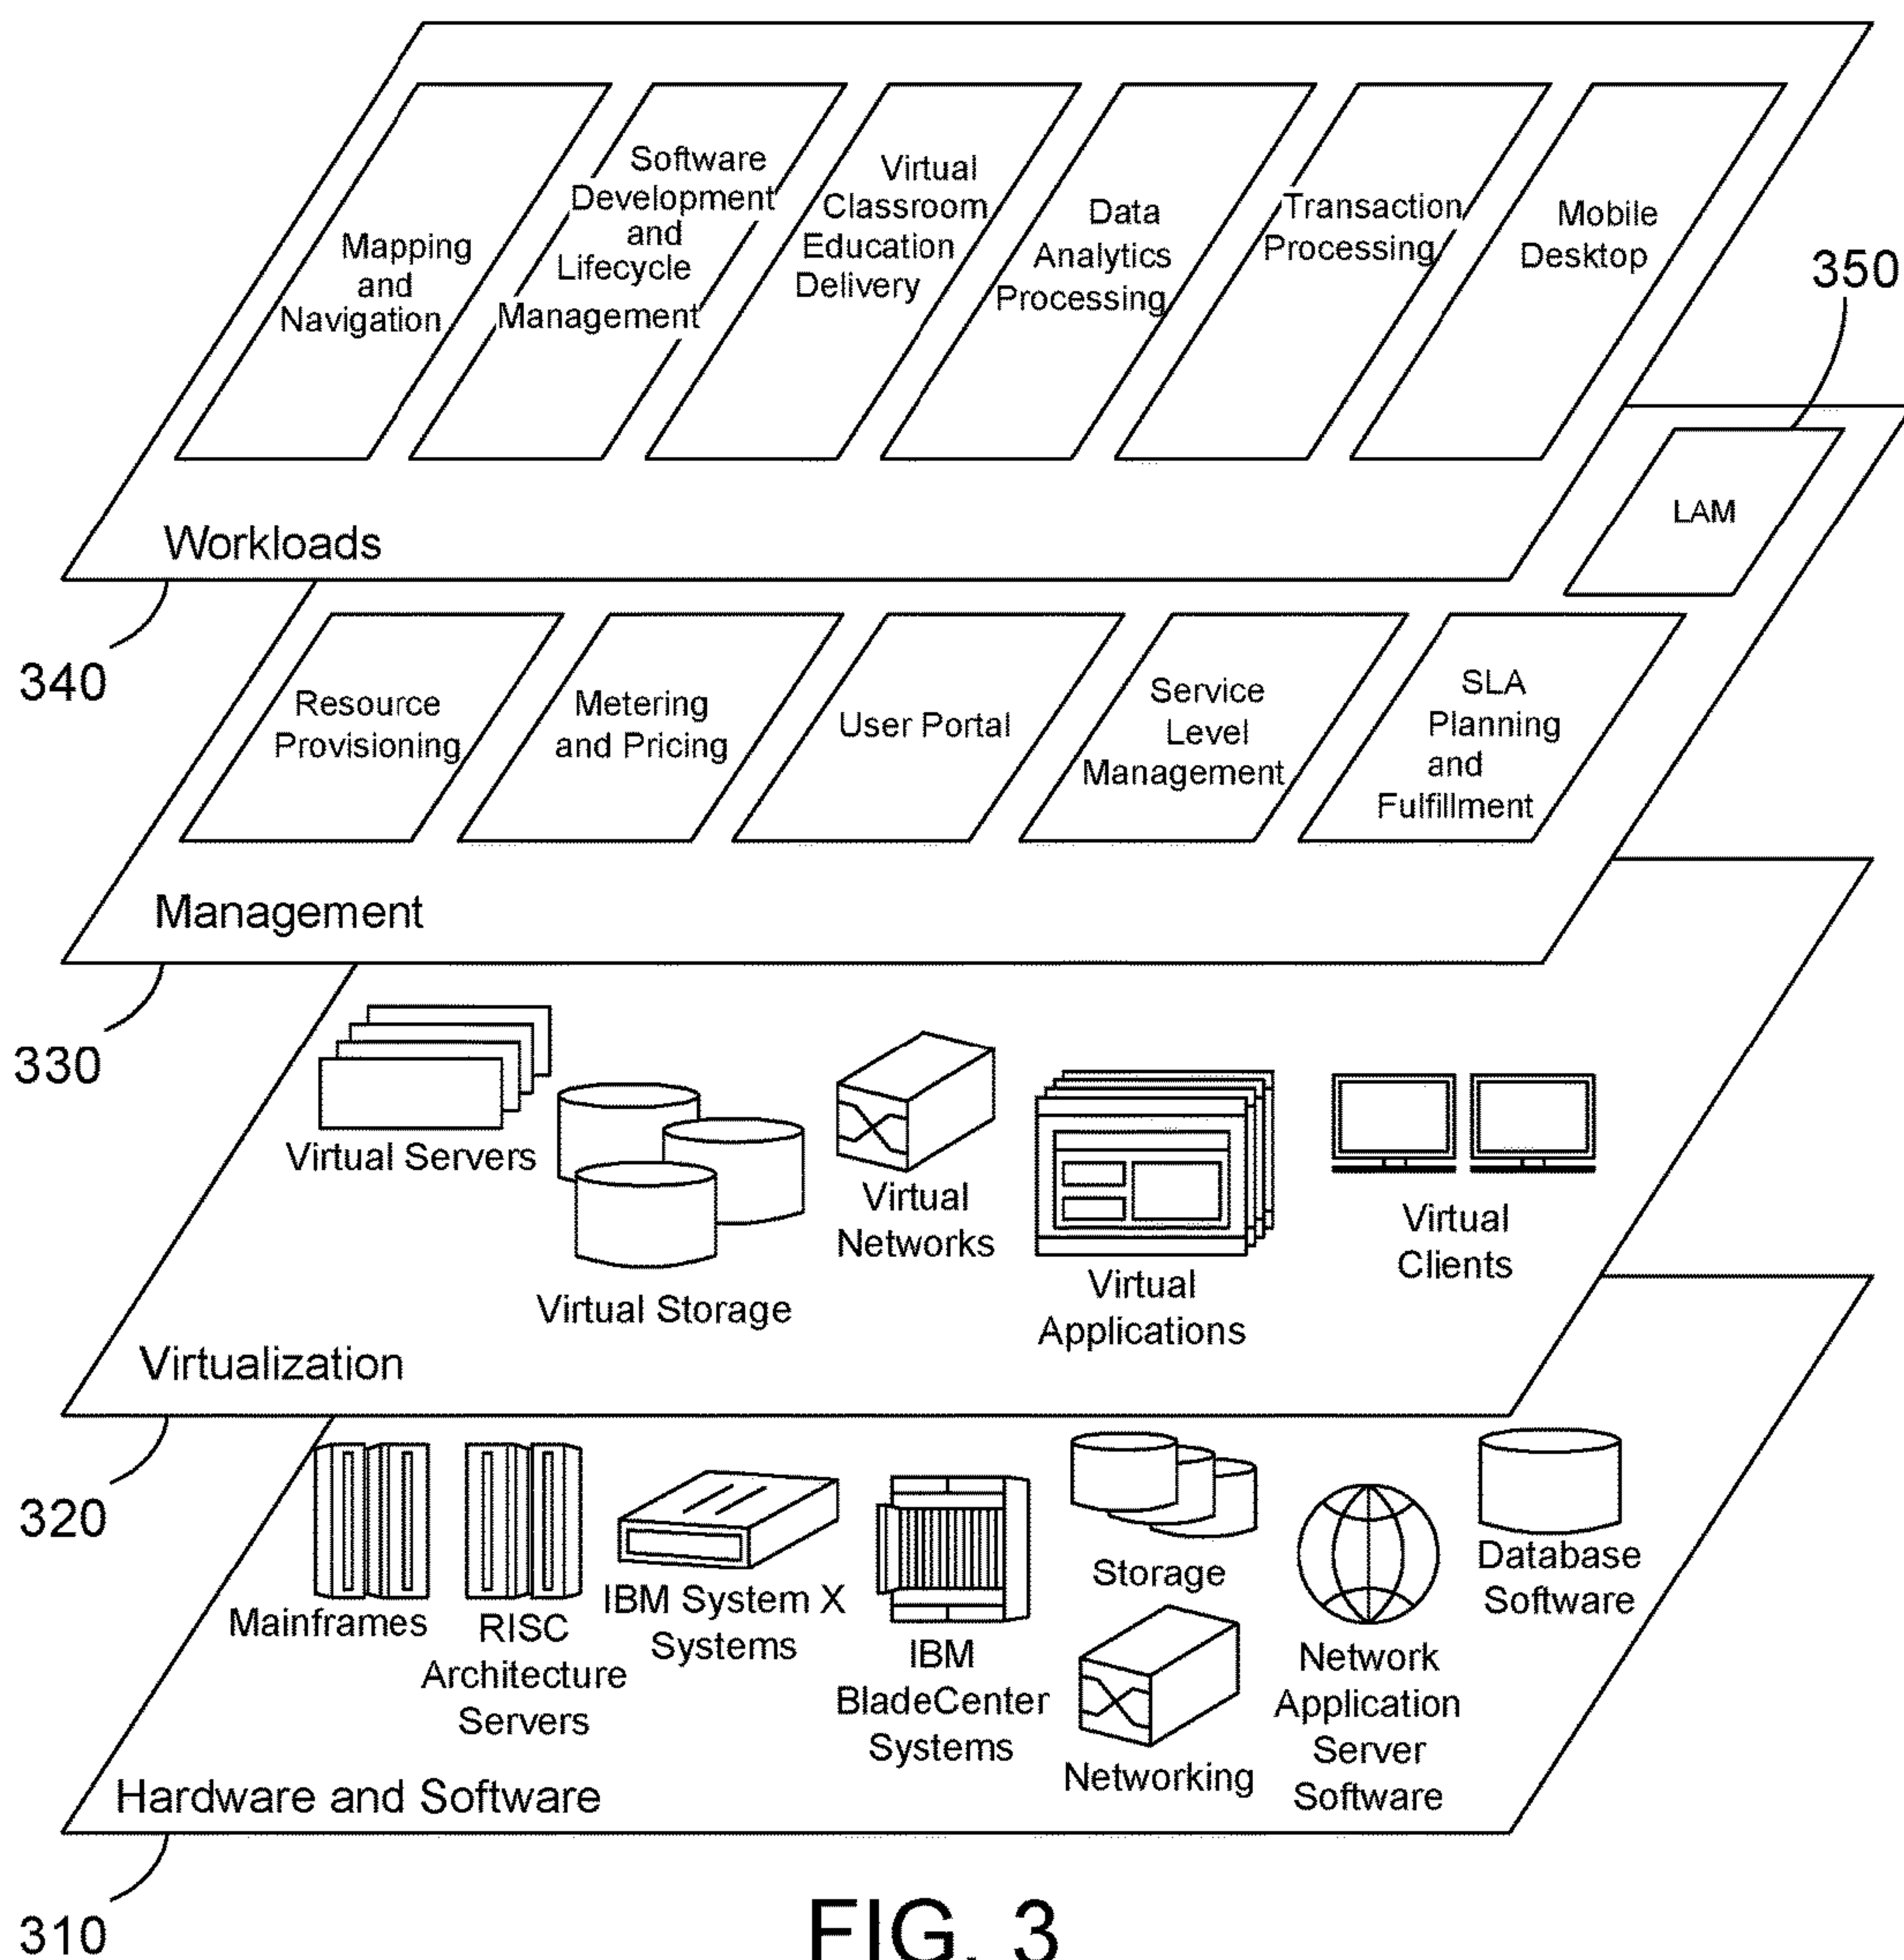 Mapping
and
Navigation
Software
Development
and
Lifecycle
Management
Virtual
Classroom
Education
Delivery
Data
Analytics
Processing
Transaction
Processing
Mobile
Desktop
350
LAM
Workloads
340
Resource
Provisioning
Metering
and Pricing
User Portal
Service
Level
Management
SLA
Planning
and
Fulfillment
Management
330
Virtual Servers
Virtual Storage
Virtual
Networks
Virtual
Applications
Virtual
Clients
Virtualization
320
Mainframes
RISC
Architecture
Servers
IBM System X
Systems
IBM
BladeCenter
Systems
Storage
Networking
Network
Application
Server
Software
Database
Software
Hardware and Software
310
FIG. 3